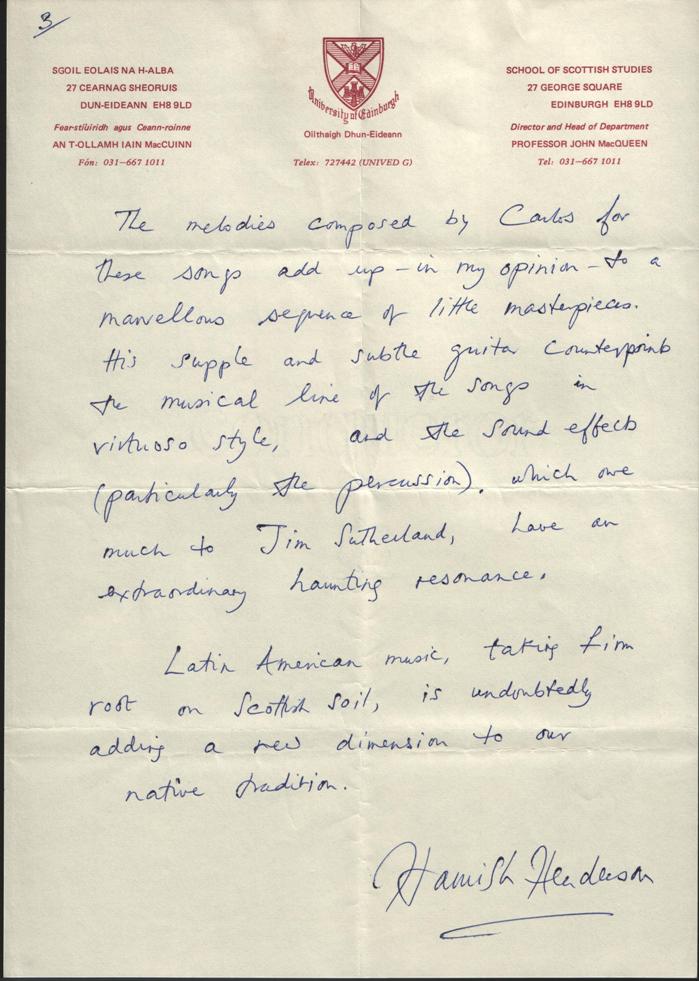 3
SGOIL EOLAIS NA H-ALBA
27 CEARNAG SHEORUIS
DUN-EIDEANN EH8 9LD
Fear-stiùiridh agus Ceann-roinne
AN T-OLLAMH IAIN MacCUINN
Fón: 031–667 1011
University of Edinburgh
Oilthaigh Dhun-Eideann
Telex: 727442 (UNIVED G)
SCHOOL OF SCOTTISH STUDIES
27 GEORGE SQUARE
EDINBURGH EH8 9LD
Director and Head of Department
PROFESSOR JOHN MacQUEEN
Tel: 031–667 1011
The melodies composed by Carlos for
these songs add up – in my opinion – to a
marvellous sequence of little masterpieces.
His supple and subtle guitar counterpoints
the musical line of the songs in
virtuoso style, and the sound effects
(particularly the percussion), which owe
much to Jim Sutherland, have an
extraordinary haunting resonance.
Latin American music, taking firm
root on Scottish soil, is undoubtedly
adding a new dimension to our
native tradition.
Hamish Henderson